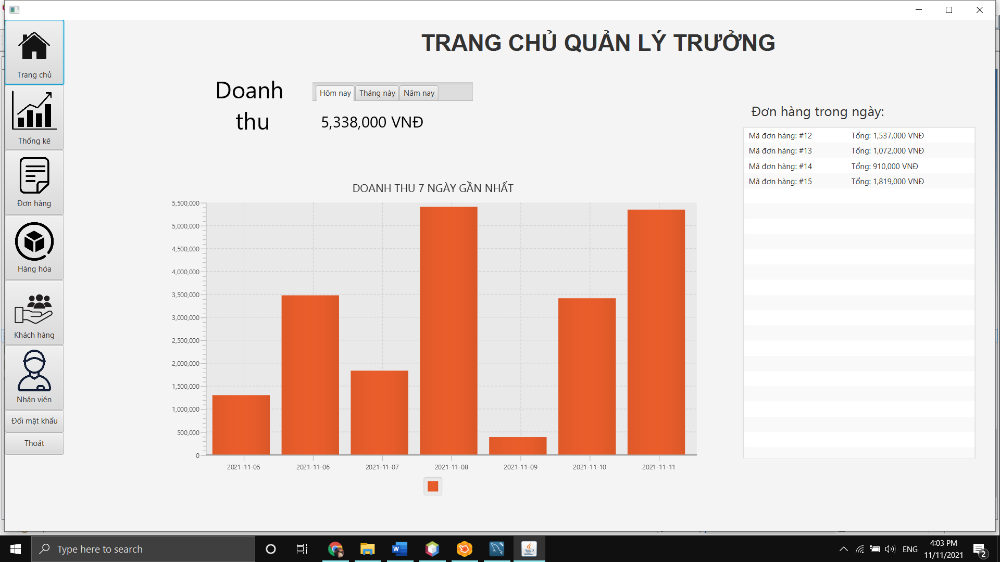 TRANG CHỦ QUẢN LÝ TRƯỞNG
Trang chủ
Thống kê
Đơn hàng
Hàng hóa
Khách hàng
Nhân viên
Đổi mật khẩu
Thoát
Doanh
thu
Hôm nay Tháng này Năm nay
5,338,000 VNĐ
DOANH THU 7 NGÀY GẦN NHẤT
5,500,000
5,000,000
4,500,000
4,000,000
3,500,000
3,000,000
2,500,000
2,000,000
1,500,000
1,000,000
500,000
0
2021-11-05 2021-11-06 2021-11-07 2021-11-08 2021-11-09 2021-11-10 2021-11-11
Đơn hàng trong ngày:
Mã đơn hàng: #12 Tổng: 1,537,000 VNĐ
Mã đơn hàng: #13 Tổng: 1,072,000 VNĐ
Mã đơn hàng: #14 Tổng: 910,000 VNĐ
Mã đơn hàng: #15 Tổng: 1,819,000 VNĐ
Type here to search
W
ENG
4:03 PM
11/11/2021
2